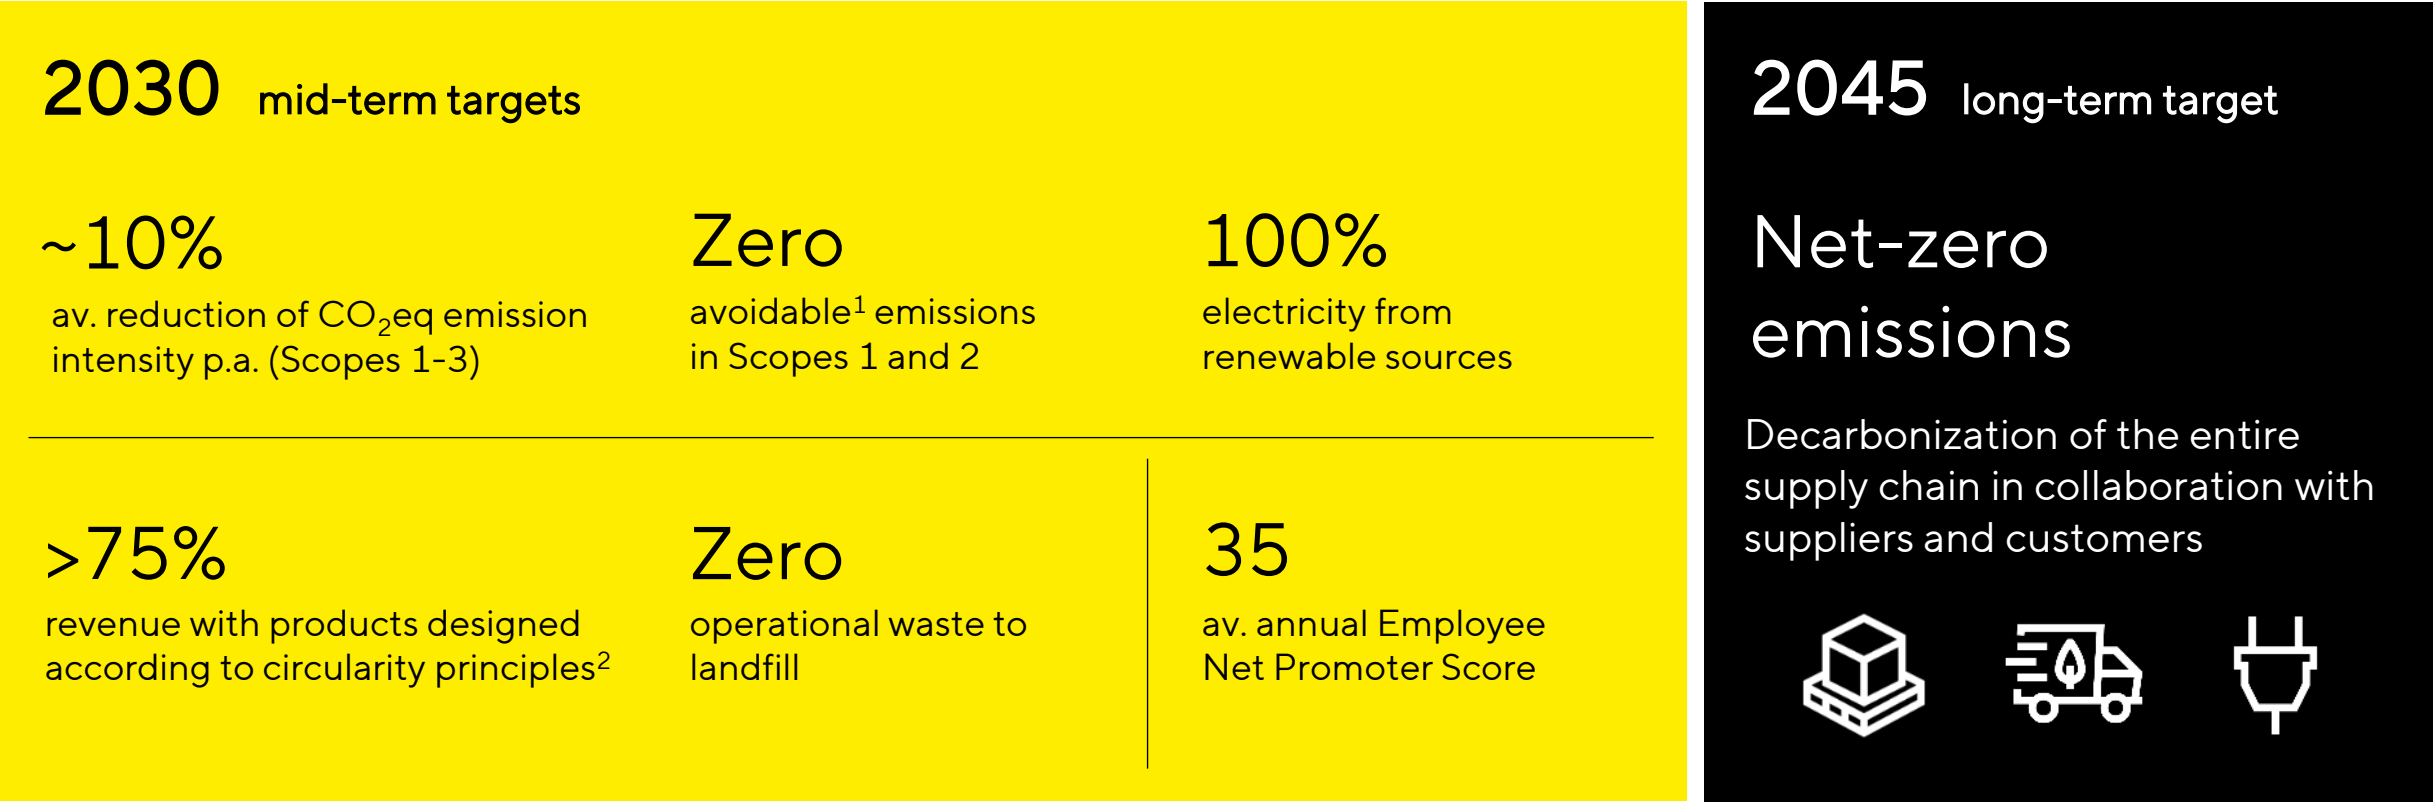 2030 mid-term targets
~10%
av. reduction of CO₂eq emission
intensity p.a. (Scopes 1-3)
Zero
avoidable¹ emissions
in Scopes 1 and 2
100%
electricity from
renewable sources
>75%
revenue with products designed
according to circularity principles²
Zero
operational waste to
landfill
35
av. annual Employee
Net Promoter Score
2045 long-term target
Net-zero
emissions
Decarbonization of the entire
supply chain in collaboration with
suppliers and customers